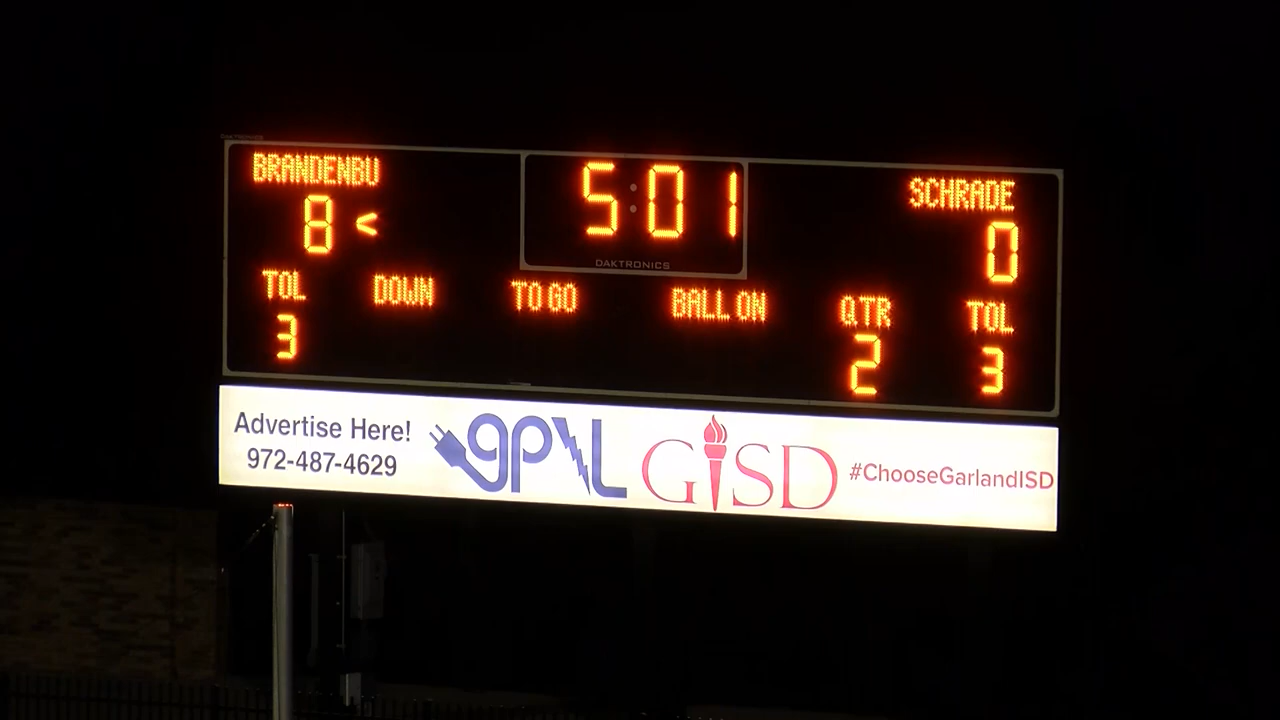 DAKTRONICS
BRANDENBU
5:01
SCHRADE
8 <
0
DAKTRONICS
TOL
DOWN
TO GO
BALL ON
QTR
TOL
3
2
3
Advertise Here!
972-487-4629
gpl
GISD
#ChooseGarlandISD